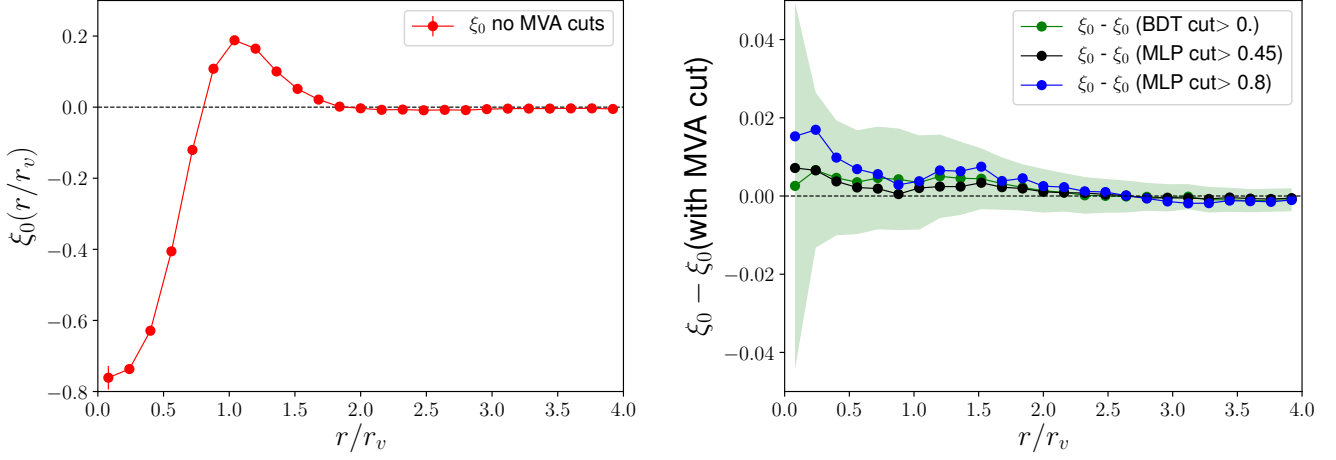 ξ₀ no MVA cuts
0.2
0.0
−0.2
−0.4
−0.6
−0.8
ξ₀(r/rᵥ)
0.0 0.5 1.0 1.5 2.0 2.5 3.0 3.5 4.0
r/rᵥ
ξ₀ - ξ₀ (BDT cut> 0.)
ξ₀ - ξ₀ (MLP cut> 0.45)
ξ₀ - ξ₀ (MLP cut> 0.8)
0.04
0.02
0.00
−0.02
−0.04
ξ₀ − ξ₀(with MVA cut)
0.0 0.5 1.0 1.5 2.0 2.5 3.0 3.5 4.0
r/rᵥ